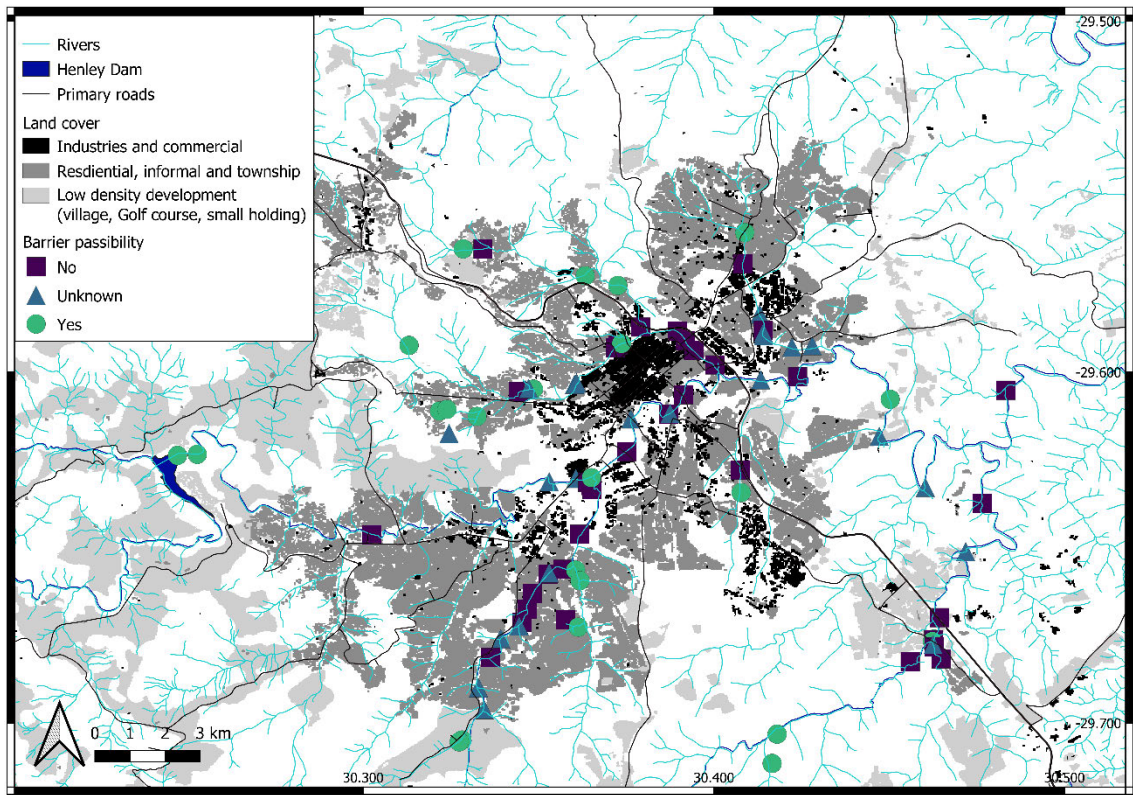 Rivers
Henley Dam
Primary roads
Land cover
Industries and commercial
Resdiential, informal and township
Low density development
(village, Golf course, small holding)
Barrier passibility
No
Unknown
Yes
-29.500
-29.600
-29.700
0 1 2 3 km
30.300 30.400 30.500